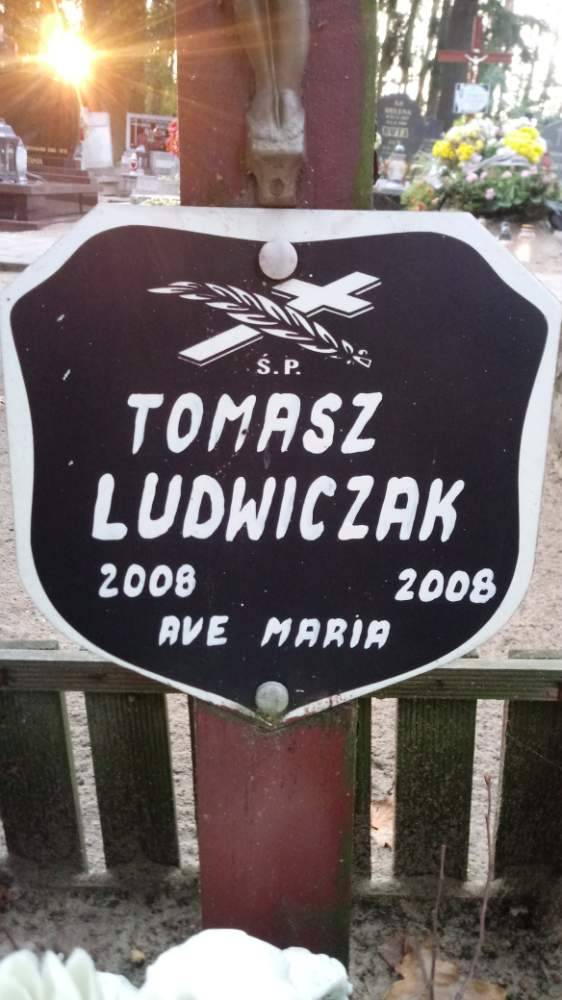 Ś.P.
TOMASZ
LUDWICZAK
2008 2008
AVE MARIA